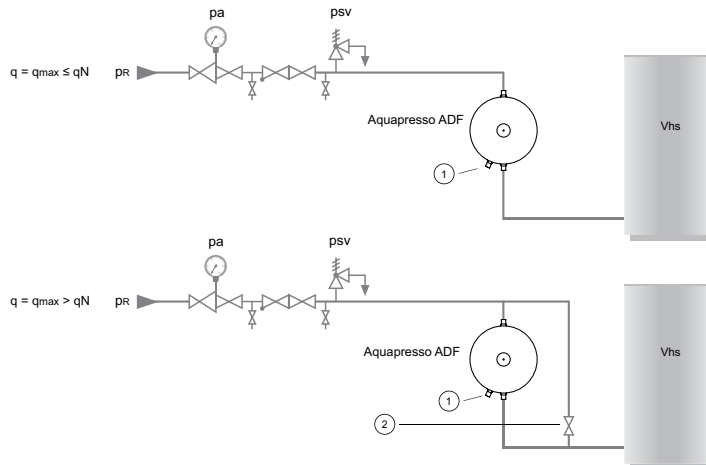 pa psv
q = qmax ≤ qN pR
Aquapresso ADF
Vhs
1
pa psv
q = qmax > qN pR
Aquapresso ADF
Vhs
1
2